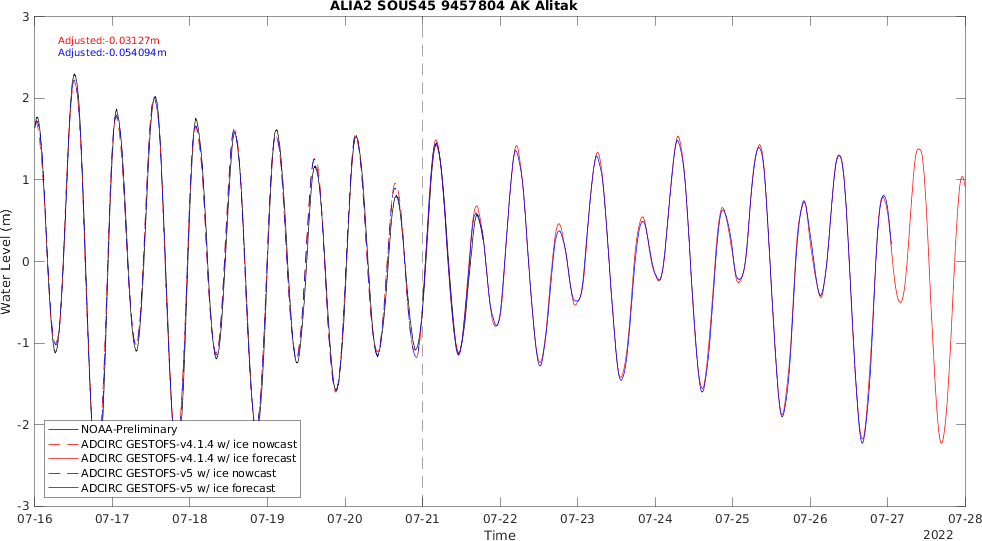 ALIA2 SOUS45 9457804 AK Alitak
Adjusted:-0.03127m
Adjusted:-0.054094m
3
2
1
0
-1
-2
-3
Water Level (m)
NOAA-Preliminary
ADCIRC GESTOFS-v4.1.4 w/ ice nowcast
ADCIRC GESTOFS-v4.1.4 w/ ice forecast
ADCIRC GESTOFS-v5 w/ ice nowcast
ADCIRC GESTOFS-v5 w/ ice forecast
07-16 07-17 07-18 07-19 07-20 07-21 07-22 07-23 07-24 07-25 07-26 07-27 07-28
Time
2022